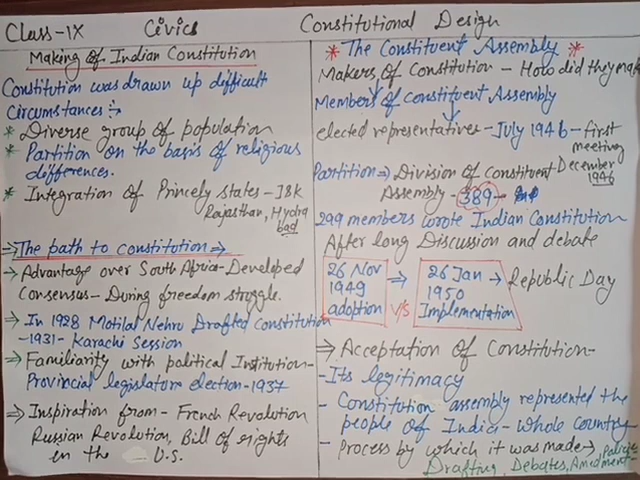 Class-IX Civics Constitutional Design
Making Of Indian Constitution
Constitution was drawn up difficult
Circumstances :-
* Diverse group of population
* Partition on the basis of religious
differences.
* Integration Of Princely states - J&K
Rajasthan, Hydra
bad
⇒ The path to constitution ⇒
→ Advantage over South Africa - Developed
Consensus - During freedom struggle.
→ In 1928 Motilal Nehru Drafted constitution
- 1931 - Karachi Session
⇒ Familiarity with political Institution -
Provincial legislature election - 1937
⇒ Inspiration from - French Revolution
Russian Revolution, Bill of rights
in the U.S.
* The Constituent Assembly *
Makers Of Constitution - How did they make
Members Of constituent Assembly
elected representatives - July 1946 - first
meeting
December
1946
Partition ⇒ Division of constituent
Assembly - 389 -
299 members wrote Indian Constitution
After long Discussion and debate
26 Nov ⇒ 26 Jan → Republic Day
1949 1950
adoption V/S Implementation
⇒ Acceptation of Constitution -
- Its legitimacy
- Constitution assembly represented the
people of India - Whole country
- Process by which it was made → Policies
Drafting, Debates, Amedment -